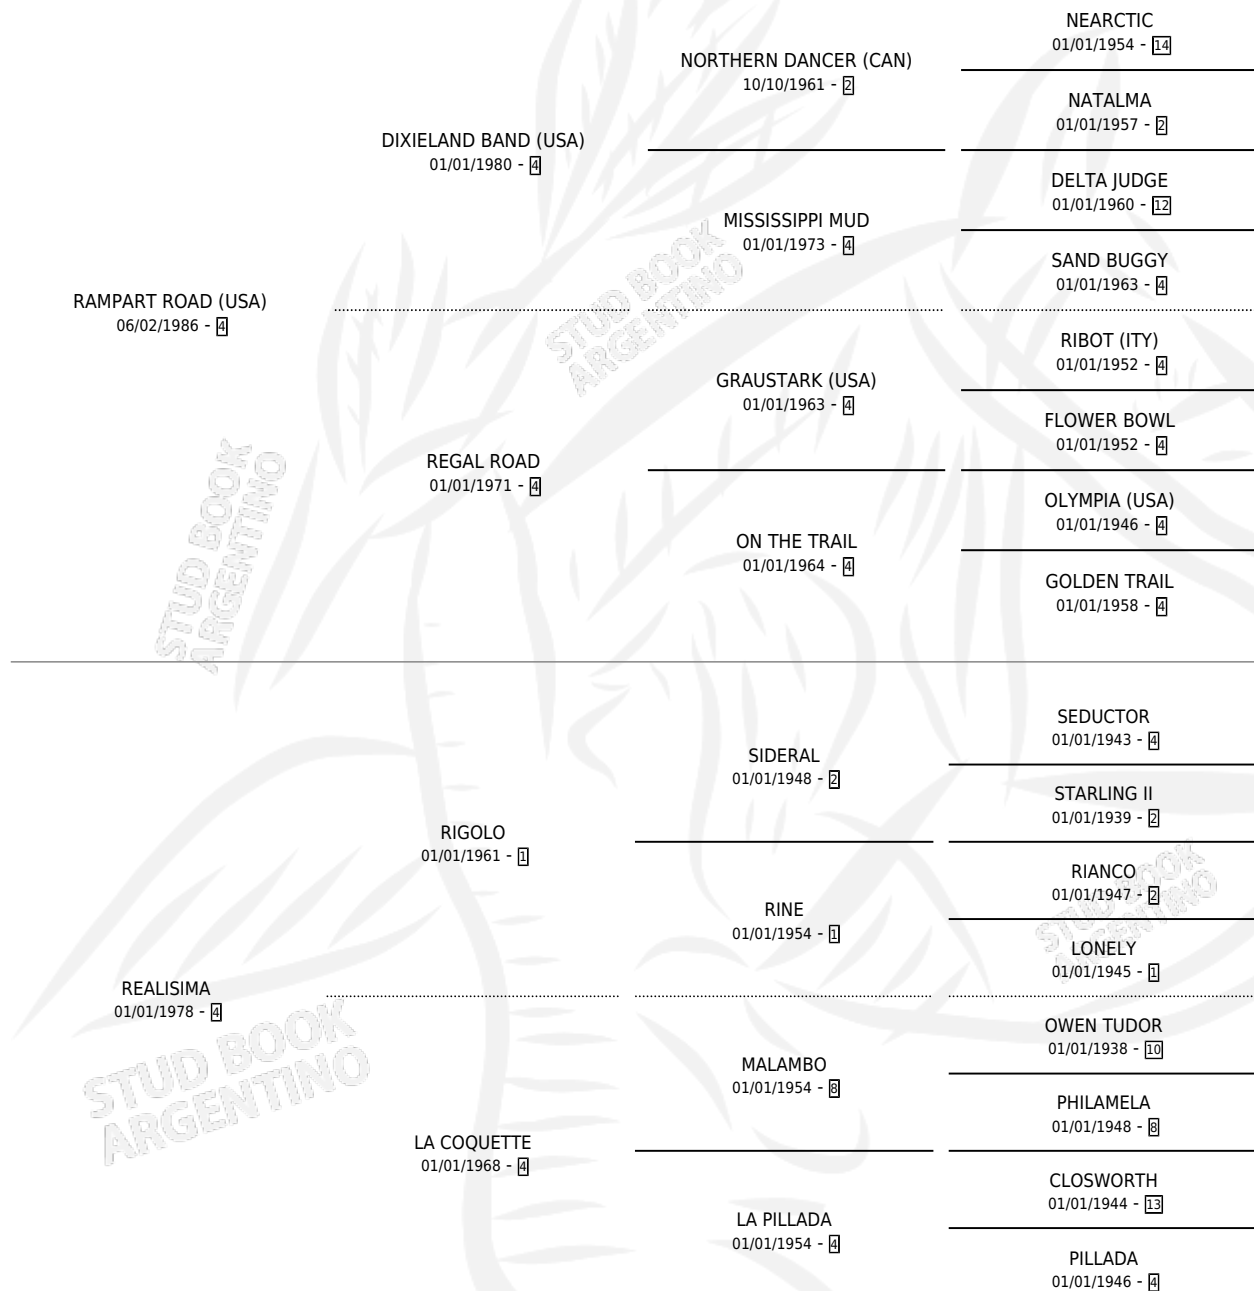 NEARCTIC
01/01/1954 - 14
NORTHERN DANCER (CAN)
10/10/1961 - 2
NATALMA
01/01/1957 - 2
DIXIELAND BAND (USA)
01/01/1980 - 4
DELTA JUDGE
01/01/1960 - 12
MISSISSIPPI MUD
01/01/1973 - 4
SAND BUGGY
01/01/1963 - 4
RAMPART ROAD (USA)
06/02/1986 - 4
STUD BOOK
ARGENTINO
RIBOT (ITY)
01/01/1952 - 4
GRAUSTARK (USA)
01/01/1963 - 4
FLOWER BOWL
01/01/1952 - 4
REGAL ROAD
01/01/1971 - 4
OLYMPIA (USA)
01/01/1946 - 4
ON THE TRAIL
01/01/1964 - 4
GOLDEN TRAIL
01/01/1958 - 4
STUD BOOK
ARGENTINO
SEDUCTOR
01/01/1943 - 4
SIDERAL
01/01/1948 - 2
STARLING II
01/01/1939 - 2
RIGOLO
01/01/1961 - 1
RIANCO
01/01/1947 - 2
RINE
01/01/1954 - 1
LONELY
01/01/1945 - 1
STUD BOOK
ARGENTINO
REALISIMA
01/01/1978 - 4
OWEN TUDOR
01/01/1938 - 10
MALAMBO
01/01/1954 - 8
PHILAMELA
01/01/1948 - 8
STUD BOOK
ARGENTINO
LA COQUETTE
01/01/1968 - 4
CLOSWORTH
01/01/1944 - 13
LA PILLADA
01/01/1954 - 4
PILLADA
01/01/1946 - 4